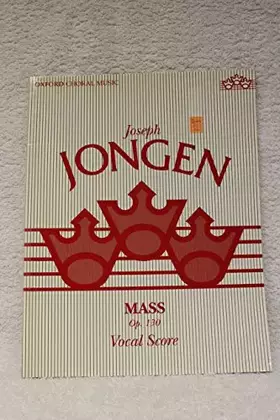 OXFORD CHORAL MUSIC
Joseph
JONGEN
MASS
Op. 130
Vocal Score